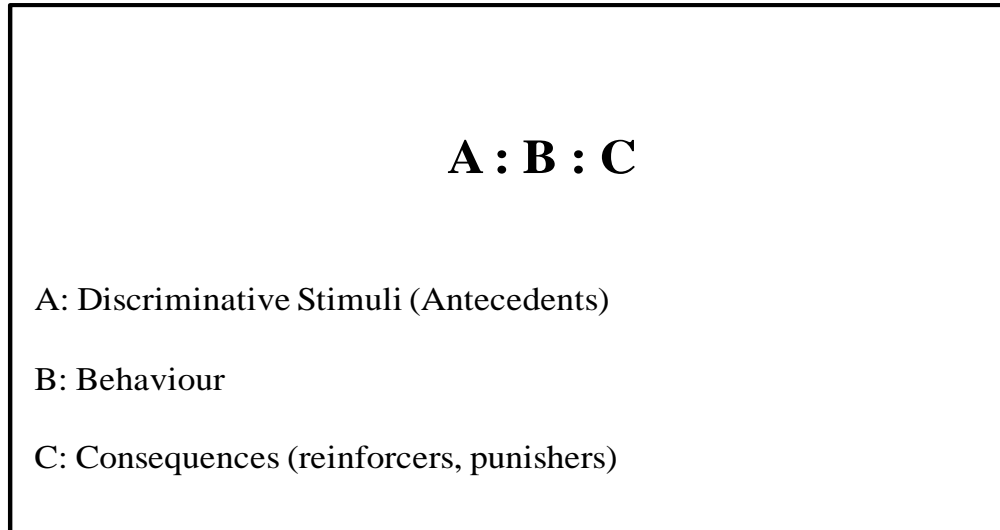 A : B : C
A: Discriminative Stimuli (Antecedents)
B: Behaviour
C: Consequences (reinforcers, punishers)